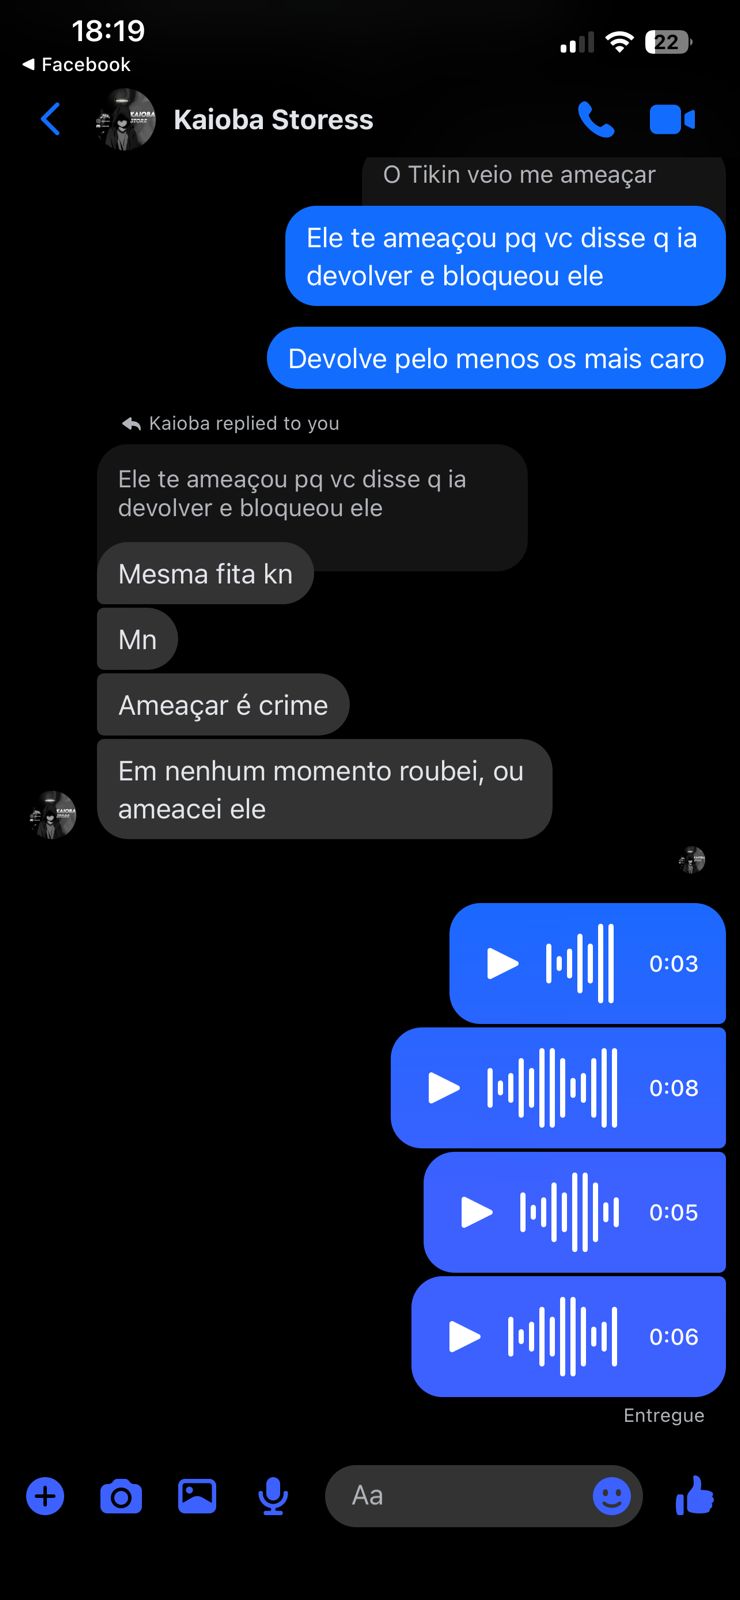 18:19
22
Facebook
Kaioba Storess
O Tikin veio me ameaçar
Ele te ameaçou pq vc disse q ia
devolver e bloqueou ele
Devolve pelo menos os mais caro
Kaioba replied to you
Ele te ameaçou pq vc disse q ia
devolver e bloqueou ele
Mesma fita kn
Mn
Ameaçar é crime
Em nenhum momento roubei, ou
ameacei ele
0:03
0:08
0:05
0:06
Entregue
Aa